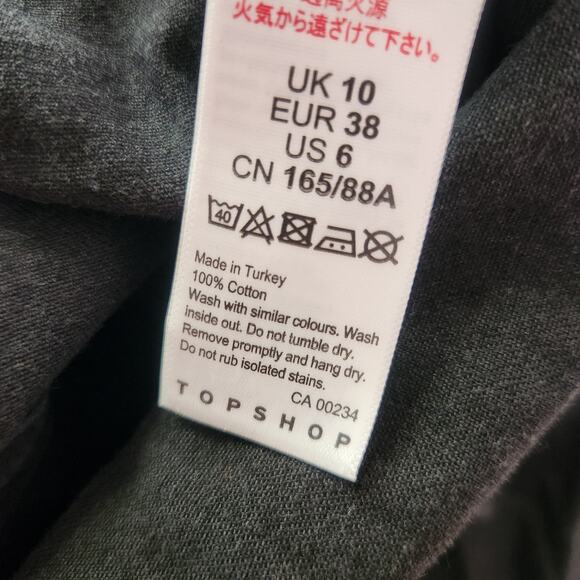 火気から遠ざけて下さい。
UK 10
EUR 38
US 6
CN 165/88A
40
Made in Turkey
100% Cotton
Wash with similar colours. Wash
inside out. Do not tumble dry.
Remove promptly and hang dry.
Do not rub isolated stains.
CA 00234
TOPSHOP